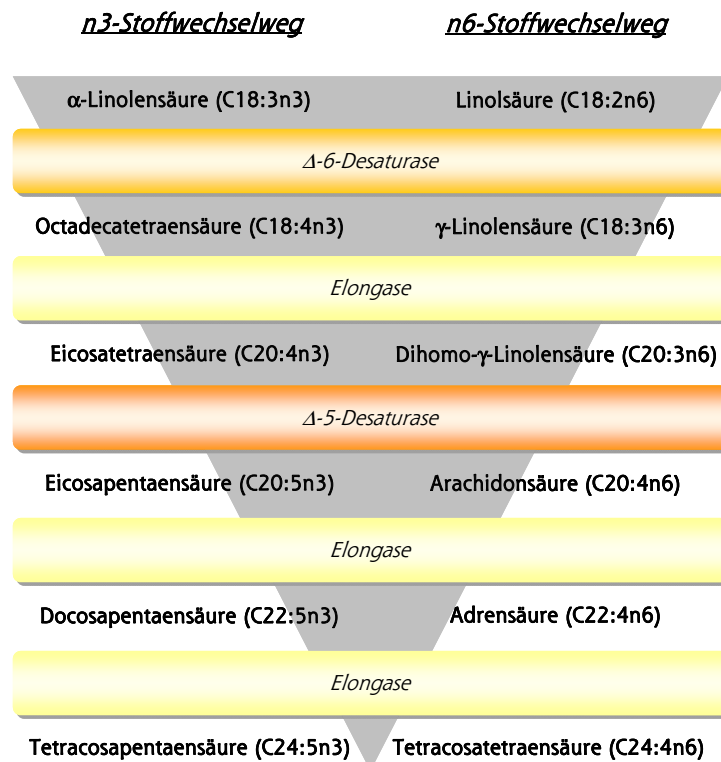 n3-Stoffwechselweg n6-Stoffwechselweg
α-Linolensäure (C18:3n3) Linolsäure (C18:2n6)
Δ-6-Desaturase
Octadecatetraensäure (C18:4n3) γ-Linolensäure (C18:3n6)
Elongase
Eicosatetraensäure (C20:4n3) Dihomo-γ-Linolensäure (C20:3n6)
Δ-5-Desaturase
Eicosapentaensäure (C20:5n3) Arachidonsäure (C20:4n6)
Elongase
Docosapentaensäure (C22:5n3) Adrensäure (C22:4n6)
Elongase
Tetracosapentaensäure (C24:5n3) Tetracosatetraensäure (C24:4n6)